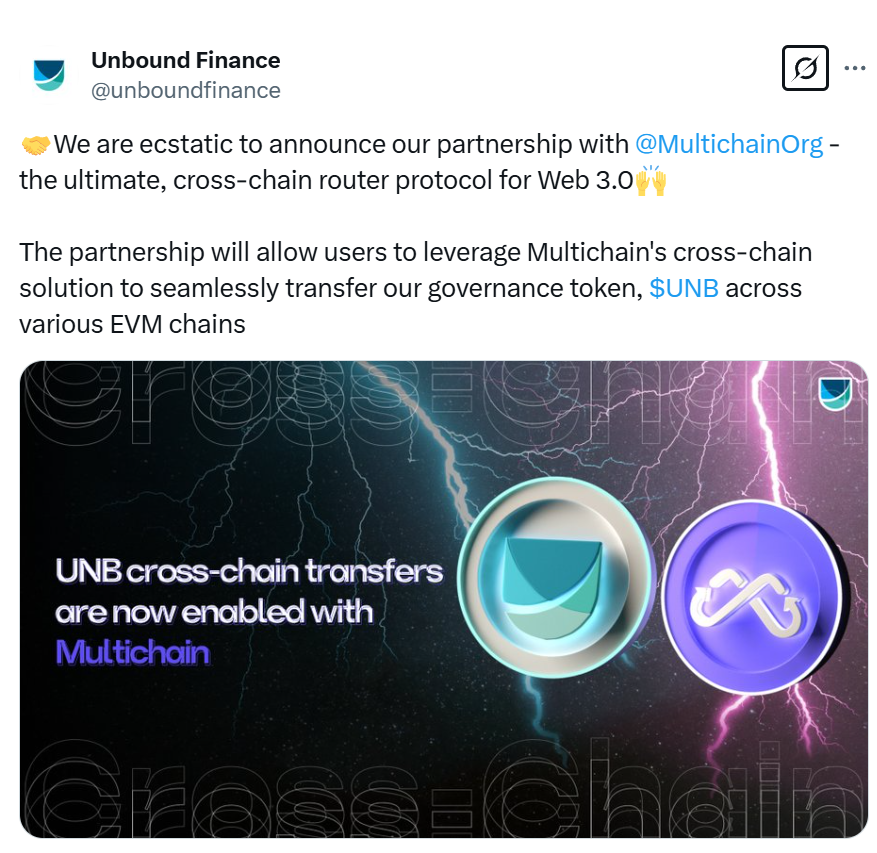 Unbound Finance
@unboundfinance
🤝We are ecstatic to announce our partnership with @MultichainOrg -
the ultimate, cross-chain router protocol for Web 3.0🙌
The partnership will allow users to leverage Multichain's cross-chain
solution to seamlessly transfer our governance token, $UNB across
various EVM chains
Cross-Chain
UNB cross-chain transfers
are now enabled with
Multichain
Cross-Chain